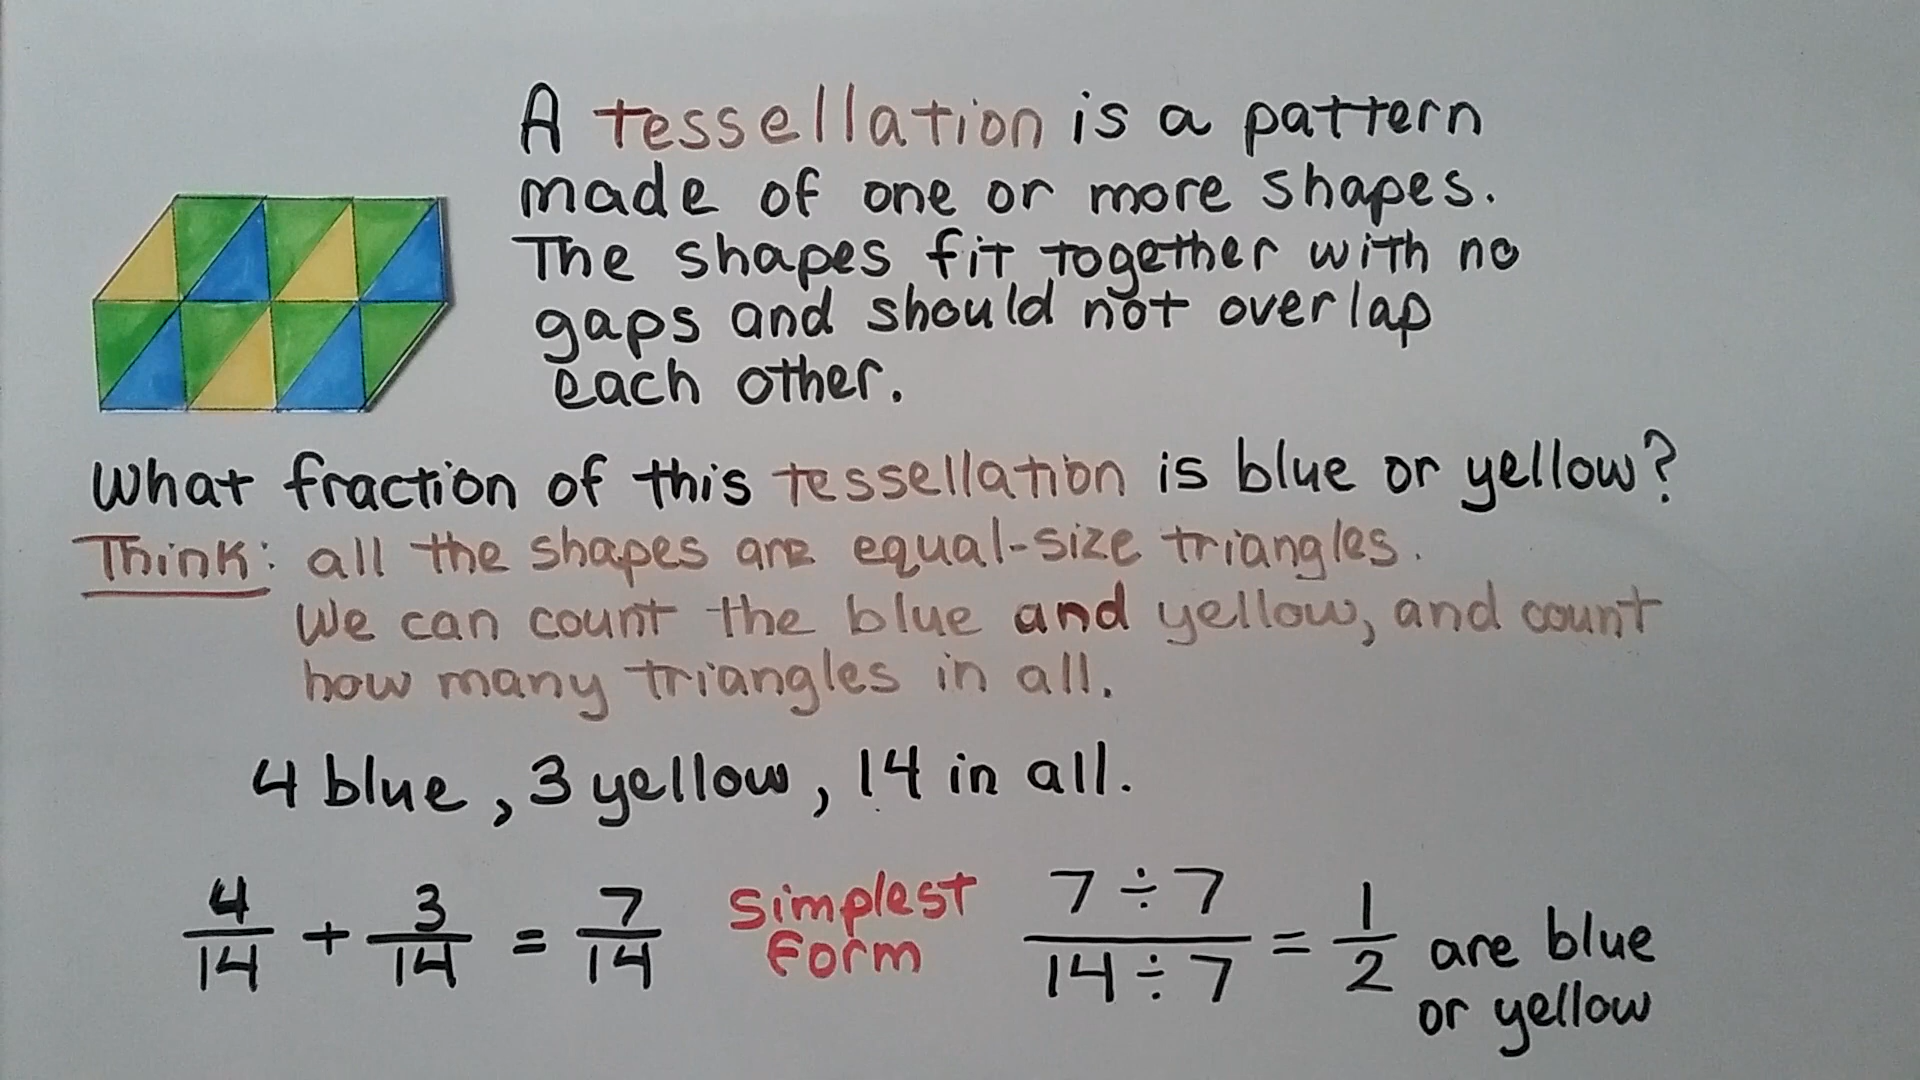 A tessellation is a pattern
made of one or more shapes.
The shapes fit together with no
gaps and should not overlap
each other.
What fraction of this tessellation is blue or yellow?
Think: all the shapes are equal-size triangles.
We can count the blue and yellow, and count
how many triangles in all.
4 blue, 3 yellow, 14 in all.
4/14 + 3/14 = 7/14 simplest form 7÷7/14÷7 = 1/2 are blue
or yellow